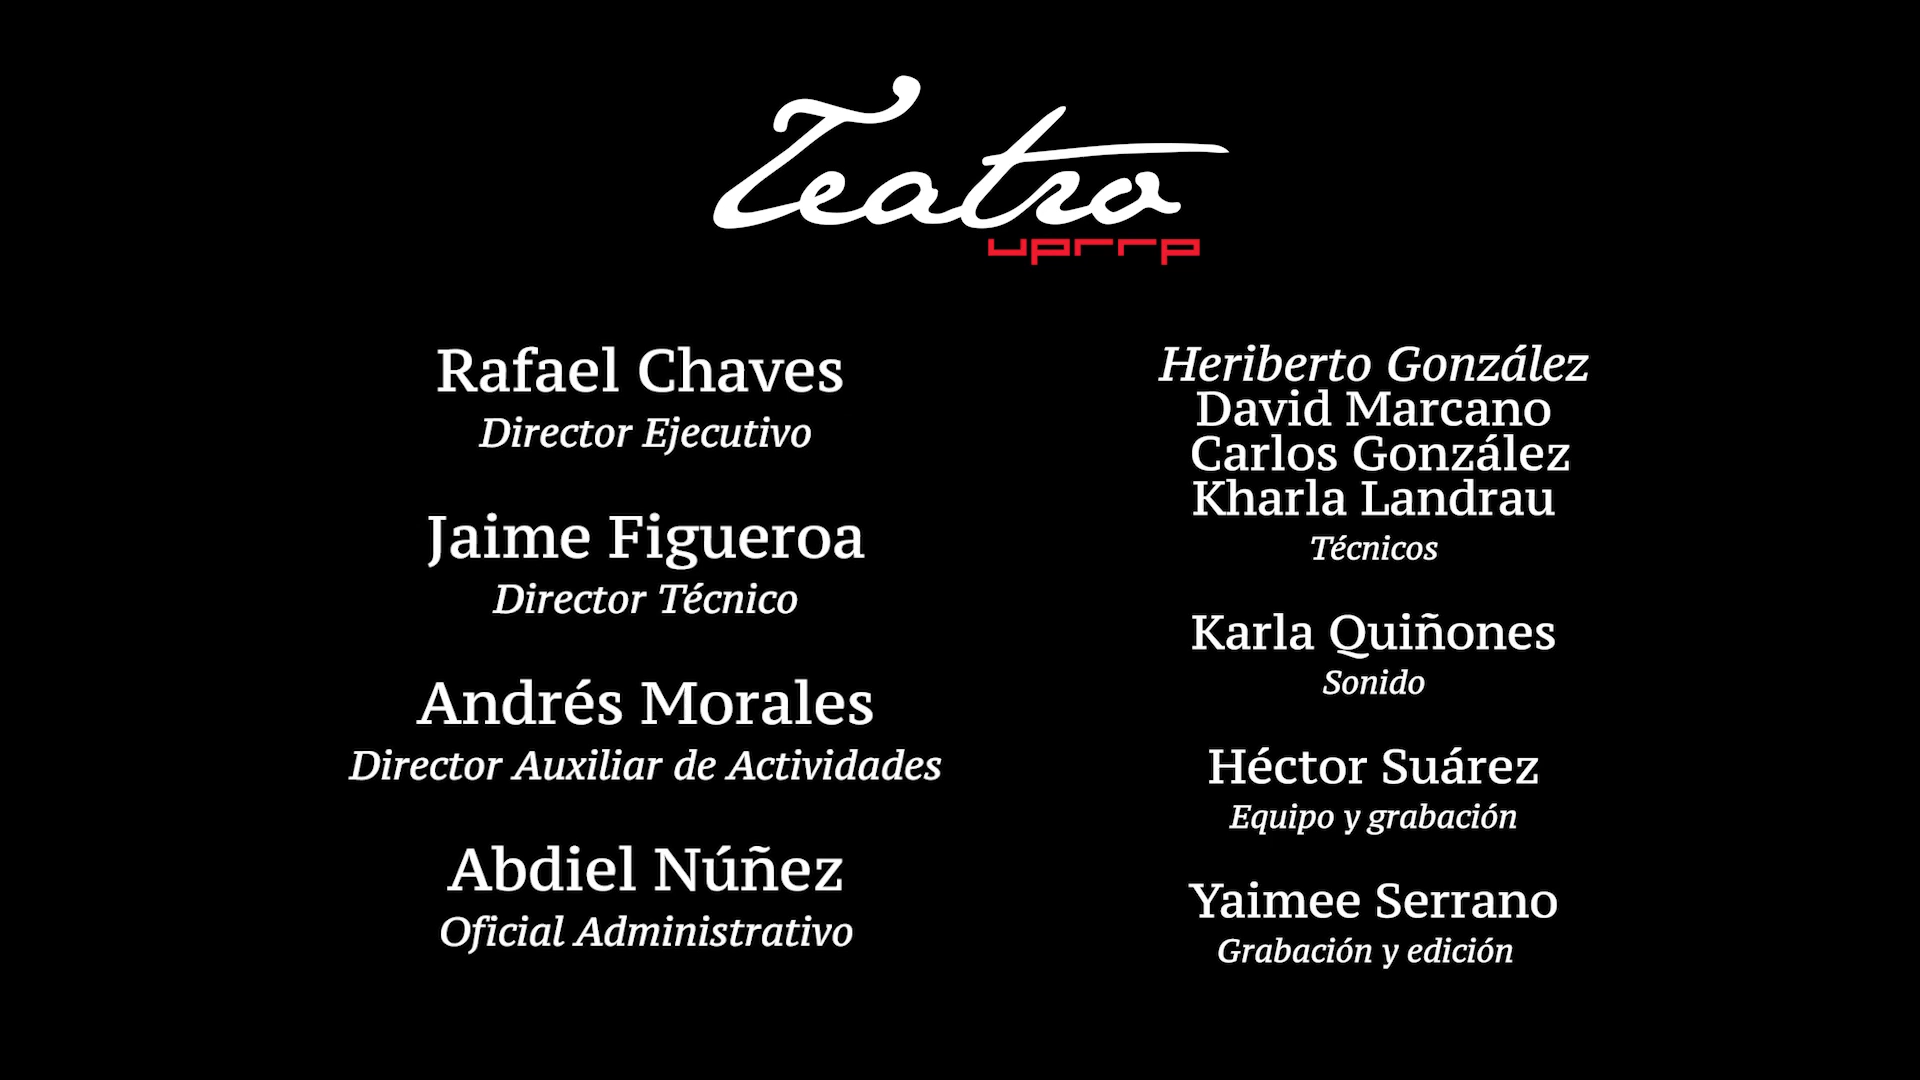 Teatro
uprrp
Rafael Chaves
Director Ejecutivo
Jaime Figueroa
Director Técnico
Andrés Morales
Director Auxiliar de Actividades
Abdiel Núñez
Oficial Administrativo
Heriberto González
David Marcano
Carlos González
Kharla Landrau
Técnicos
Karla Quiñones
Sonido
Héctor Suárez
Equipo y grabación
Yaimee Serrano
Grabación y edición